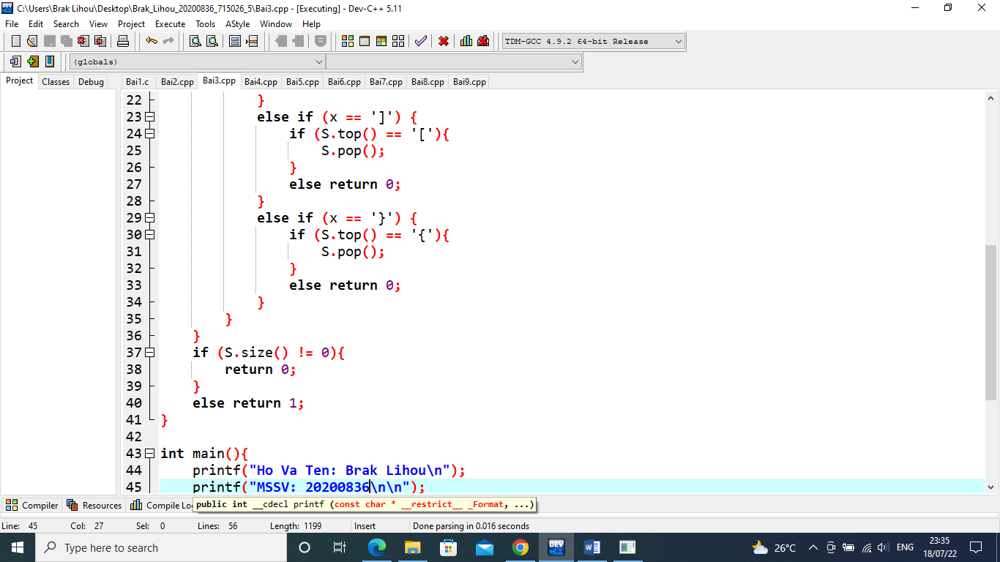 C:\Users\Brak Lihou\Desktop\Brak_Lihou_20200836_715026_5\Bai3.cpp - [Executing] - Dev-C++ 5.11
File Edit Search View Project Execute Tools AStyle Window Help
TDM-GCC 4.9.2 64-bit Release
(globals)
Project Classes Debug Bai1.c Bai2.cpp Bai3.cpp Bai4.cpp Bai5.cpp Bai6.cpp Bai7.cpp Bai8.cpp Bai9.cpp
22 }
23 else if (x == ']') {
24 if (S.top() == '['){
25 S.pop();
26 }
27 else return 0;
28 }
29 else if (x == '}') {
30 if (S.top() == '{'){
31 S.pop();
32 }
33 else return 0;
34 }
35 }
36 }
37 if (S.size() != 0){
38 return 0;
39 }
40 else return 1;
41 }
42
43 int main(){
44 printf("Ho Va Ten: Brak Lihou\n");
45 printf("MSSV: 20200836\n\n");
Compiler Resources Compile Lo
public int __cdecl printf (const char * __restrict__ _Format, ...)
Line: 45 Col: 27 Sel: 0 Lines: 56 Length: 1199 Insert Done parsing in 0.016 seconds
Type here to search DEV 26°C ENG 23:35
18/07/22